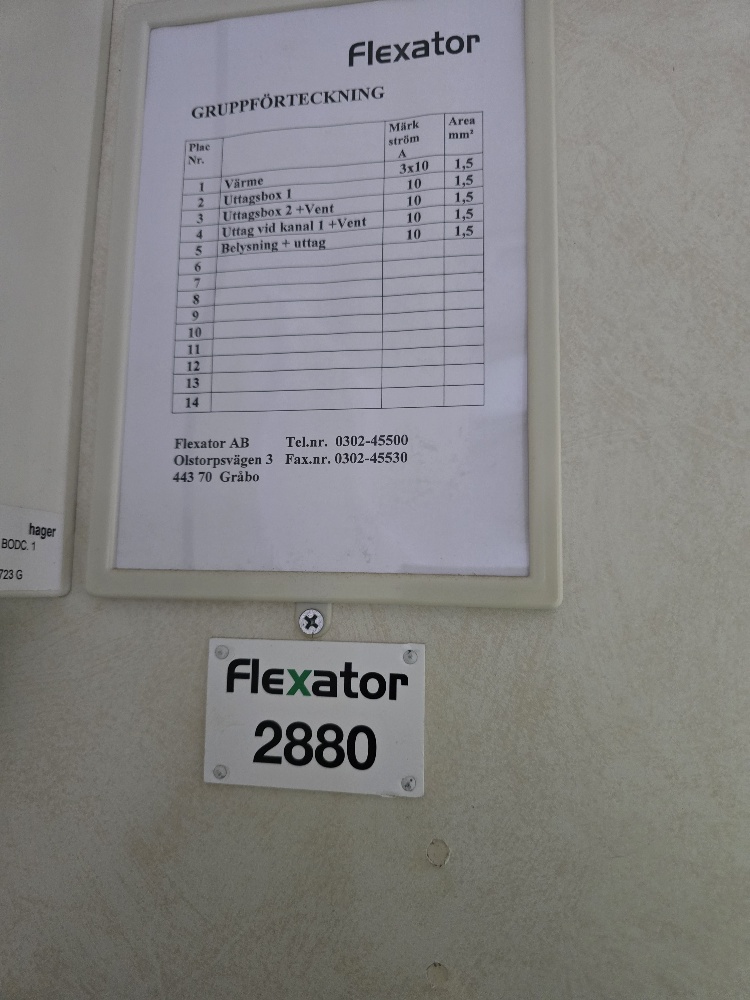 Flexator
GRUPPFÖRTECKNING
Plac Nr. Märk ström A Area mm²
1 Värme 3x10 1,5
2 Uttagsbox 1 10 1,5
3 Uttagsbox 2 +Vent 10 1,5
4 Uttag vid kanal 1 +Vent 10 1,5
5 Belysning + uttag 10 1,5
6
7
8
9
10
11
12
13
14
Flexator AB Tel.nr. 0302-45500
Olstorpsvägen 3 Fax.nr. 0302-45530
443 70 Gråbo
hager
BODC. 1
723 G
Flexator
2880